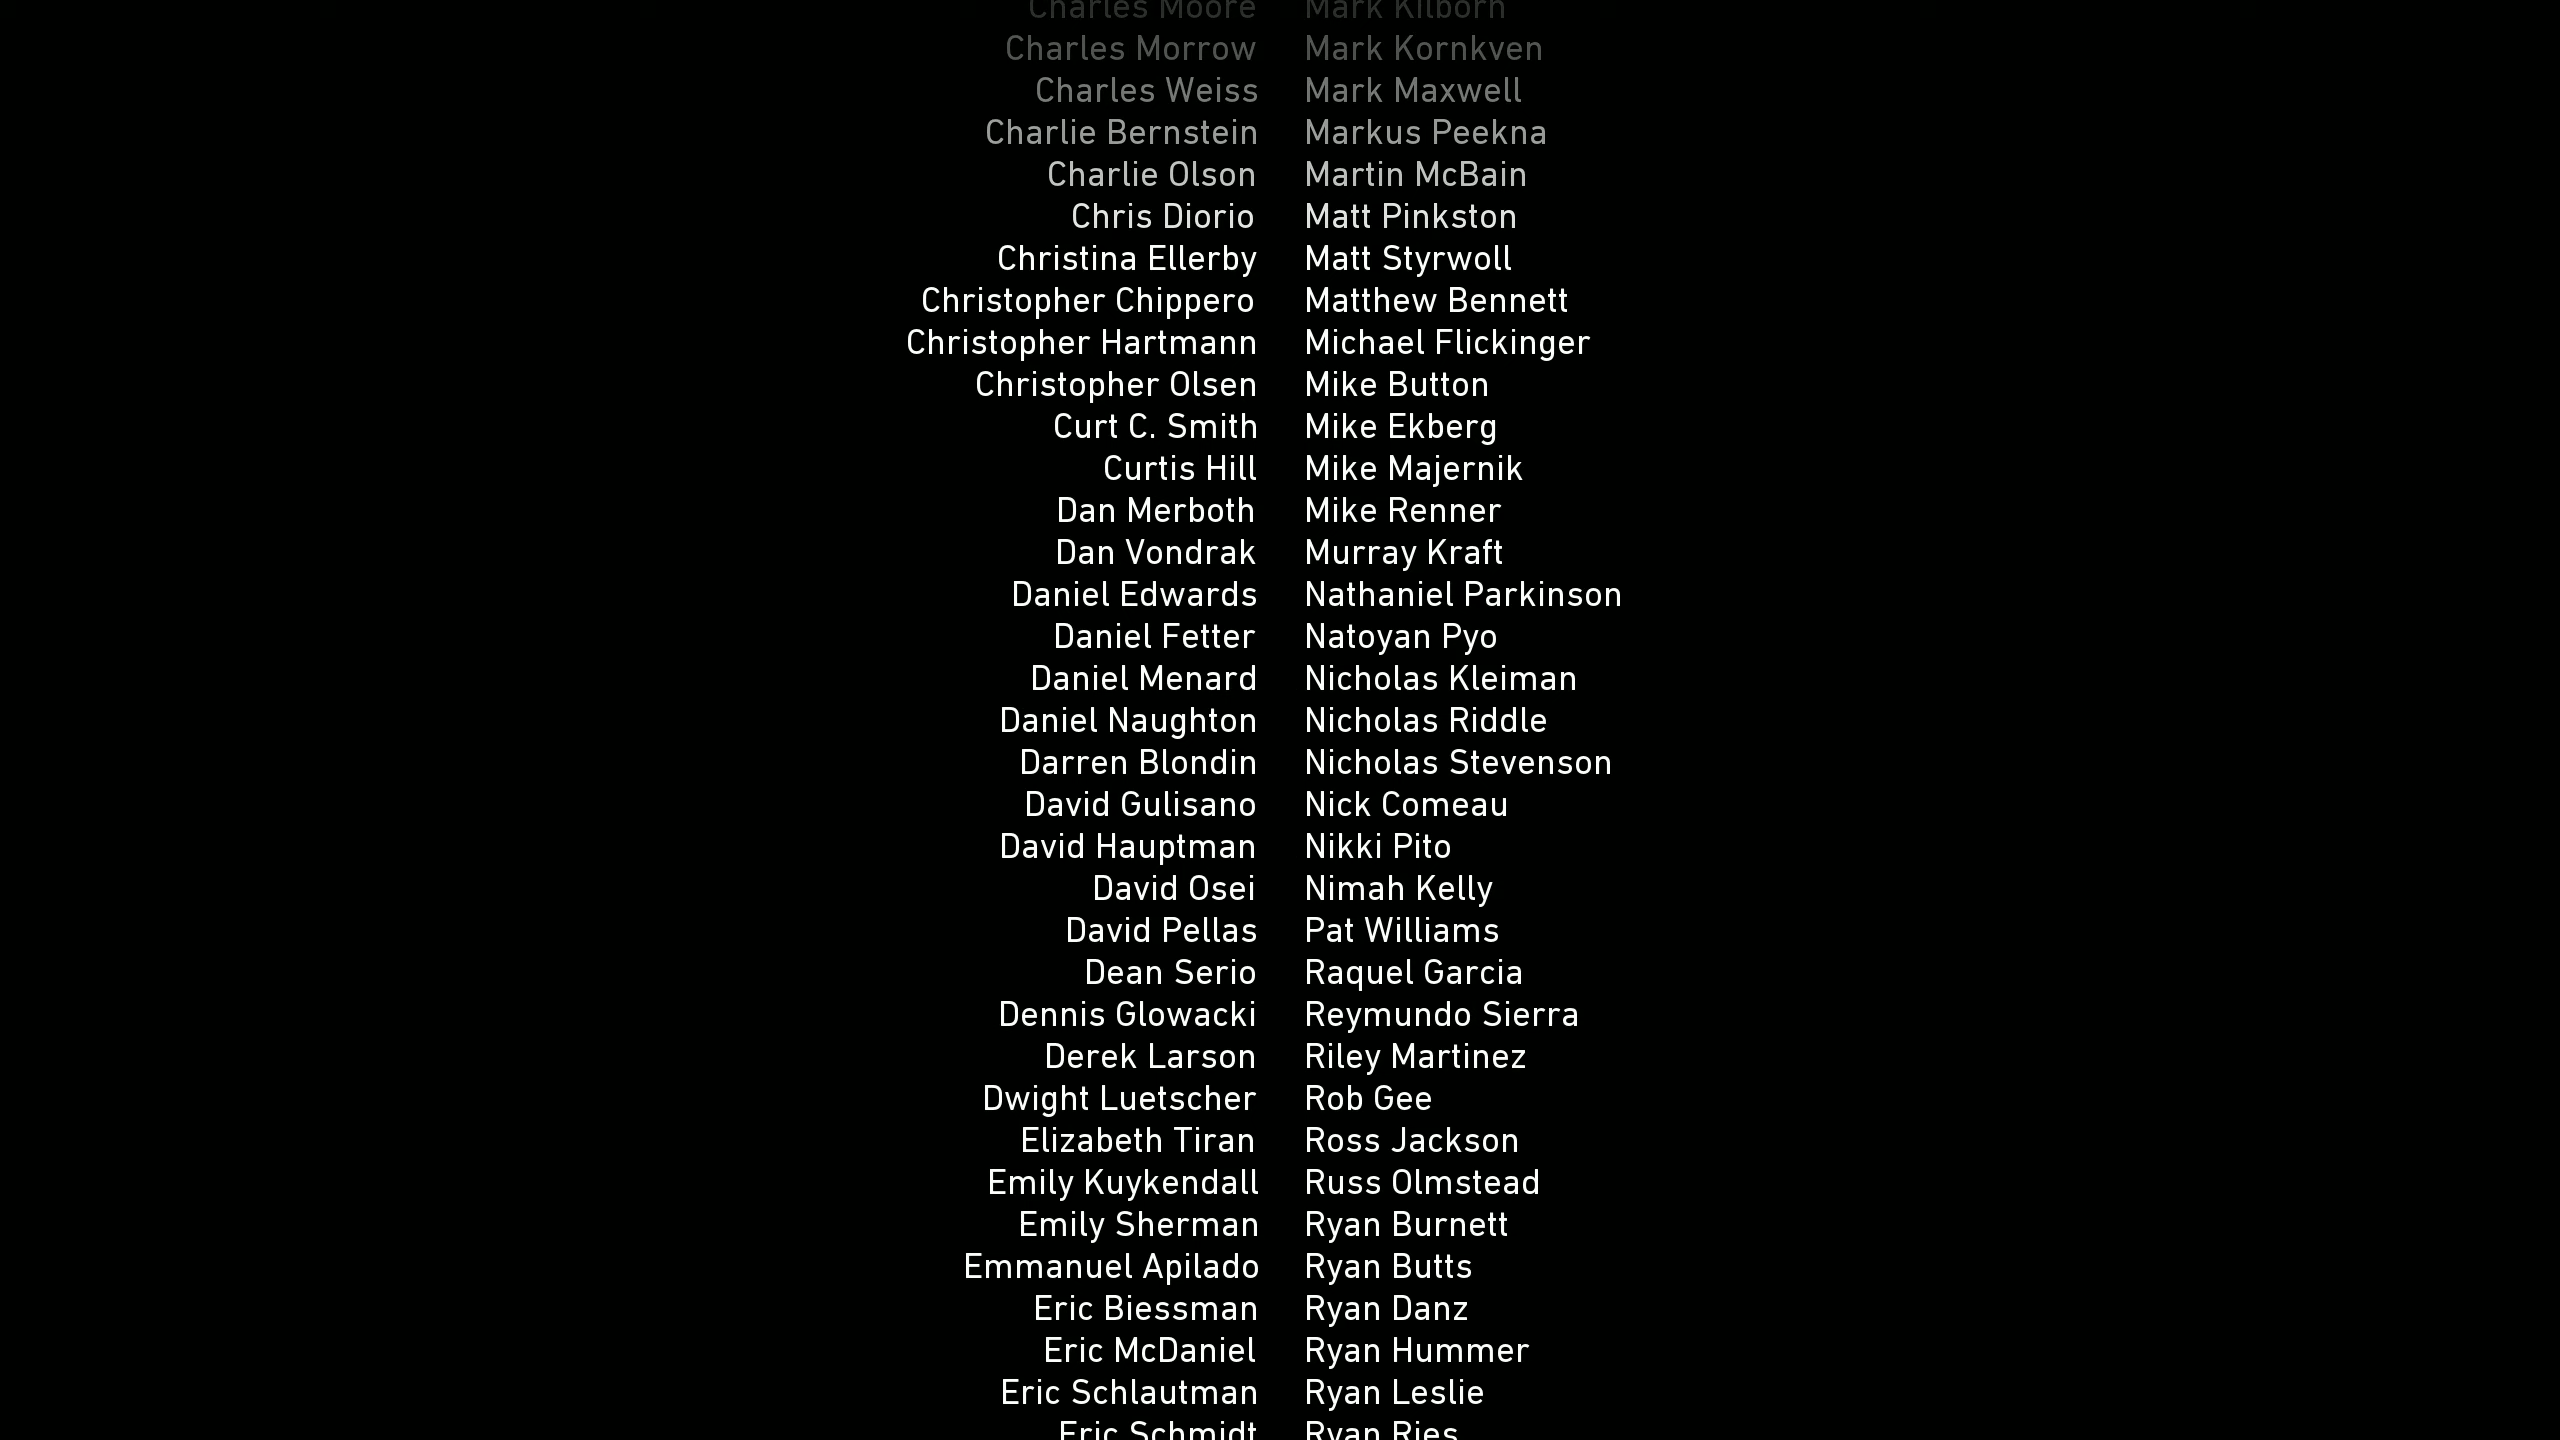 Charles Moore Mark Kilborn
Charles Morrow Mark Kornkven
Charles Weiss Mark Maxwell
Charlie Bernstein Markus Peekna
Charlie Olson Martin McBain
Chris Diorio Matt Pinkston
Christina Ellerby Matt Styrwoll
Christopher Chippero Matthew Bennett
Christopher Hartmann Michael Flickinger
Christopher Olsen Mike Button
Curt C. Smith Mike Ekberg
Curtis Hill Mike Majernik
Dan Merboth Mike Renner
Dan Vondrak Murray Kraft
Daniel Edwards Nathaniel Parkinson
Daniel Fetter Natoyan Pyo
Daniel Menard Nicholas Kleiman
Daniel Naughton Nicholas Riddle
Darren Blondin Nicholas Stevenson
David Gulisano Nick Comeau
David Hauptman Nikki Pito
David Osei Nimah Kelly
David Pellas Pat Williams
Dean Serio Raquel Garcia
Dennis Glowacki Reymundo Sierra
Derek Larson Riley Martinez
Dwight Luetscher Rob Gee
Elizabeth Tiran Ross Jackson
Emily Kuykendall Russ Olmstead
Emily Sherman Ryan Burnett
Emmanuel Apilado Ryan Butts
Eric Biessman Ryan Danz
Eric McDaniel Ryan Hummer
Eric Schlautman Ryan Leslie
Eric Schmidt Ryan Ries